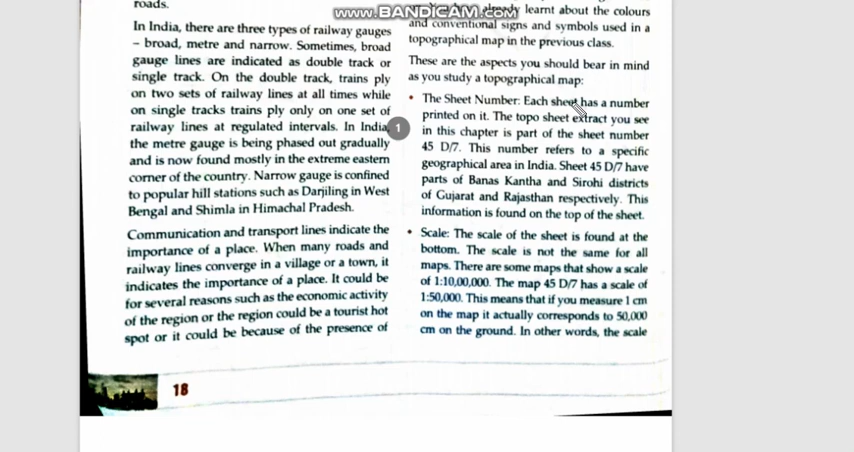 www.BANDICAM.com
roads.
In India, there are three types of railway gauges
– broad, metre and narrow. Sometimes, broad
gauge lines are indicated as double track or
single track. On the double track, trains ply
on two sets of railway lines at all times while
on single tracks trains ply only on one set of
railway lines at regulated intervals. In India,
the metre gauge is being phased out gradually
and is now found mostly in the extreme eastern
corner of the country. Narrow gauge is confined
to popular hill stations such as Darjiling in West
Bengal and Shimla in Himachal Pradesh.
Communication and transport lines indicate the
importance of a place. When many roads and
railway lines converge in a village or a town, it
indicates the importance of a place. It could be
for several reasons such as the economic activity
of the region or the region could be a tourist hot
spot or it could be because of the presence of
18
1
already learnt about the colours
and conventional signs and symbols used in a
topographical map in the previous class.
These are the aspects you should bear in mind
as you study a topographical map:
• The Sheet Number: Each sheet has a number
printed on it. The topo sheet extract you see
in this chapter is part of the sheet number
45 D/7. This number refers to a specific
geographical area in India. Sheet 45 D/7 have
parts of Banas Kantha and Sirohi districts
of Gujarat and Rajasthan respectively. This
information is found on the top of the sheet.
• Scale: The scale of the sheet is found at the
bottom. The scale is not the same for all
maps. There are some maps that show a scale
of 1:10,00,000. The map 45 D/7 has a scale of
1:50,000. This means that if you measure 1 cm
on the map it actually corresponds to 50,000
cm on the ground. In other words, the scale